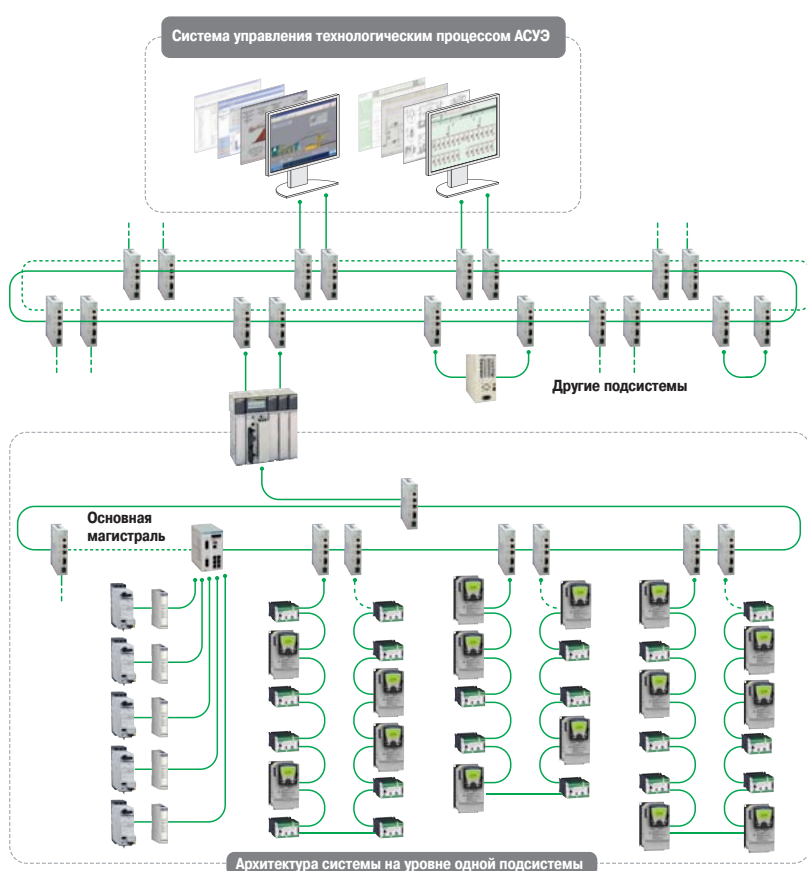 Система управления технологическим процессом АСУЭ
Другие подсистемы
Основная
магистраль
Архитектура системы на уровне одной подсистемы